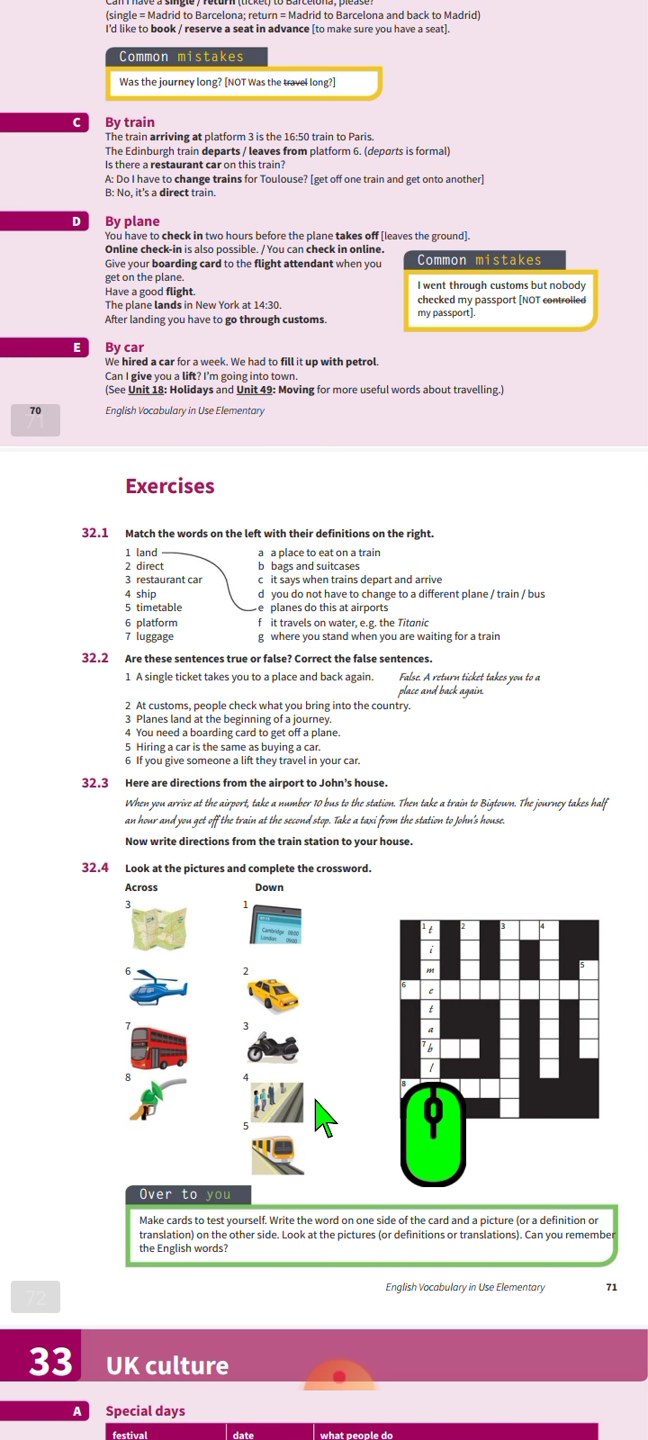 Can I have a single / return (ticket) to Barcelona, please?
(single = Madrid to Barcelona; return = Madrid to Barcelona and back to Madrid)
I'd like to book / reserve a seat in advance [to make sure you have a seat].
Common mistakes
Was the journey long? [NOT Was the travel long?]
C By train
The train arriving at platform 3 is the 16:50 train to Paris.
The Edinburgh train departs / leaves from platform 6. (departs is formal)
Is there a restaurant car on this train?
A: Do I have to change trains for Toulouse? [get off one train and get onto another]
B: No, it's a direct train.
D By plane
You have to check in two hours before the plane takes off [leaves the ground].
Online check-in is also possible. / You can check in online.
Give your boarding card to the flight attendant when you
get on the plane.
Have a good flight.
The plane lands in New York at 14:30.
After landing you have to go through customs.
Common mistakes
I went through customs but nobody
checked my passport [NOT controlled
my passport].
E By car
We hired a car for a week. We had to fill it up with petrol.
Can I give you a lift? I'm going into town.
(See Unit 18: Holidays and Unit 49: Moving for more useful words about travelling.)
70 English Vocabulary in Use Elementary
71
Exercises
32.1 Match the words on the left with their definitions on the right.
1 land a a place to eat on a train
2 direct b bags and suitcases
3 restaurant car c it says when trains depart and arrive
4 ship d you do not have to change to a different plane / train / bus
5 timetable e planes do this at airports
6 platform f it travels on water, e.g. the Titanic
7 luggage g where you stand when you are waiting for a train
32.2 Are these sentences true or false? Correct the false sentences.
1 A single ticket takes you to a place and back again. False. A return ticket takes you to a
place and back again.
2 At customs, people check what you bring into the country.
3 Planes land at the beginning of a journey.
4 You need a boarding card to get off a plane.
5 Hiring a car is the same as buying a car.
6 If you give someone a lift they travel in your car.
32.3 Here are directions from the airport to John's house.
When you arrive at the airport, take a number 10 bus to the station. Then take a train to Bigtown. The journey takes half
an hour and you get off the train at the second stop. Take a taxi from the station to John's house.
Now write directions from the train station to your house.
32.4 Look at the pictures and complete the crossword.
Across Down
3 1
Cambridge 08:00
London 09:00
6 2
7 3
8 4
5
1 t 2 3 4
i
m 5
6 e
t
a
7 b
l
8
Over to you
Make cards to test yourself. Write the word on one side of the card and a picture (or a definition or
translation) on the other side. Look at the pictures (or definitions or translations). Can you remember
the English words?
English Vocabulary in Use Elementary 71
72
33 UK culture
A Special days
festival date what people do